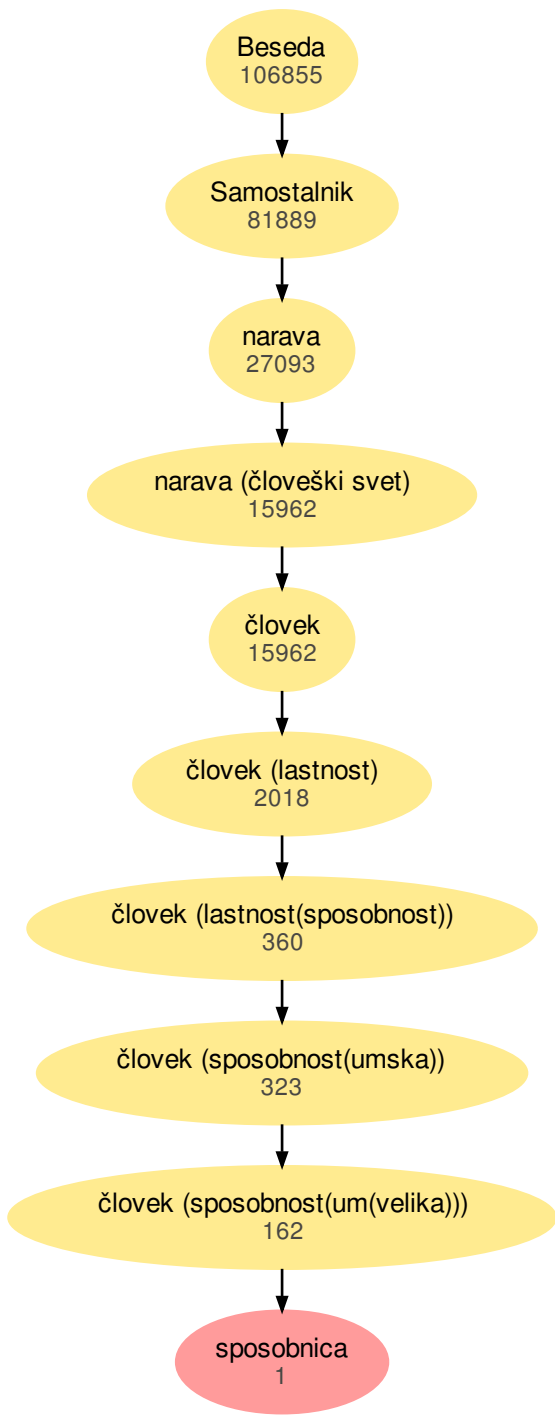 Beseda
106855
Samostalnik
81889
narava
27093
narava (človeški svet)
15962
človek
15962
človek (lastnost)
2018
človek (lastnost(sposobnost))
360
človek (sposobnost(umska))
323
človek (sposobnost(um(velika)))
162
sposobnica
1